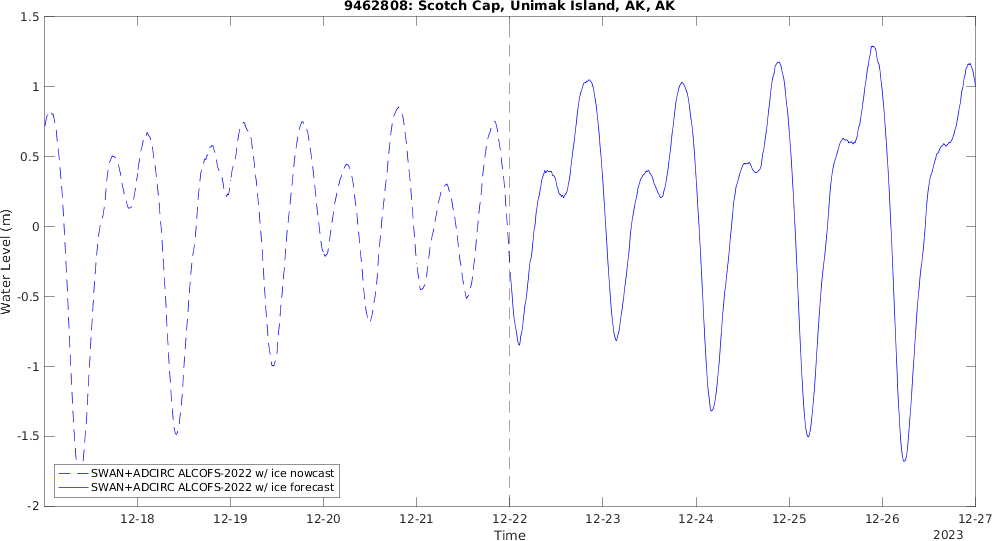 9462808: Scotch Cap, Unimak Island, AK, AK
1.5
1
0.5
0
-0.5
-1
-1.5
-2
Water Level (m)
SWAN+ADCIRC ALCOFS-2022 w/ ice nowcast
SWAN+ADCIRC ALCOFS-2022 w/ ice forecast
12-18 12-19 12-20 12-21 12-22 12-23 12-24 12-25 12-26 12-27
Time
2023